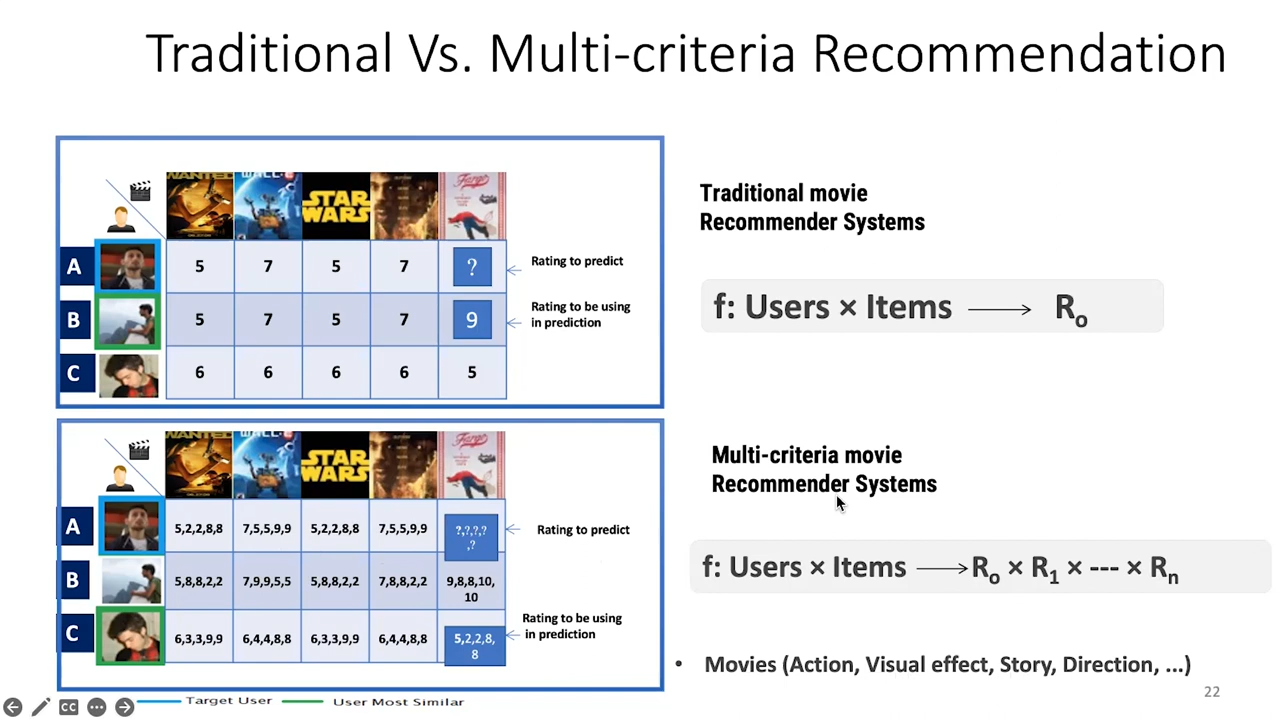 Traditional Vs. Multi-criteria Recommendation
WANTED
WALL·E
STAR
WARS
Fargo
A 5 7 5 7 ?
Rating to predict
B 5 7 5 7 9
Rating to be using
in prediction
C 6 6 6 6 5
Traditional movie
Recommender Systems
f: Users × Items ⟶ Ro
WANTED
STAR
WARS
Fargo
A 5,2,2,8,8 7,5,5,9,9 5,2,2,8,8 7,5,5,9,9 ?,?,?,?
,?
Rating to predict
B 5,8,8,2,2 7,9,9,5,5 5,8,8,2,2 7,8,8,2,2 9,8,8,10,
10
C 6,3,3,9,9 6,4,4,8,8 6,3,3,9,9 6,4,4,8,8 5,2,2,8,
8
Rating to be using
in prediction
Multi-criteria movie
Recommender Systems
f: Users × Items ⟶ Ro × R1 × --- × Rn
• Movies (Action, Visual effect, Story, Direction, ...)
Target User
User Most Similar
CC
22